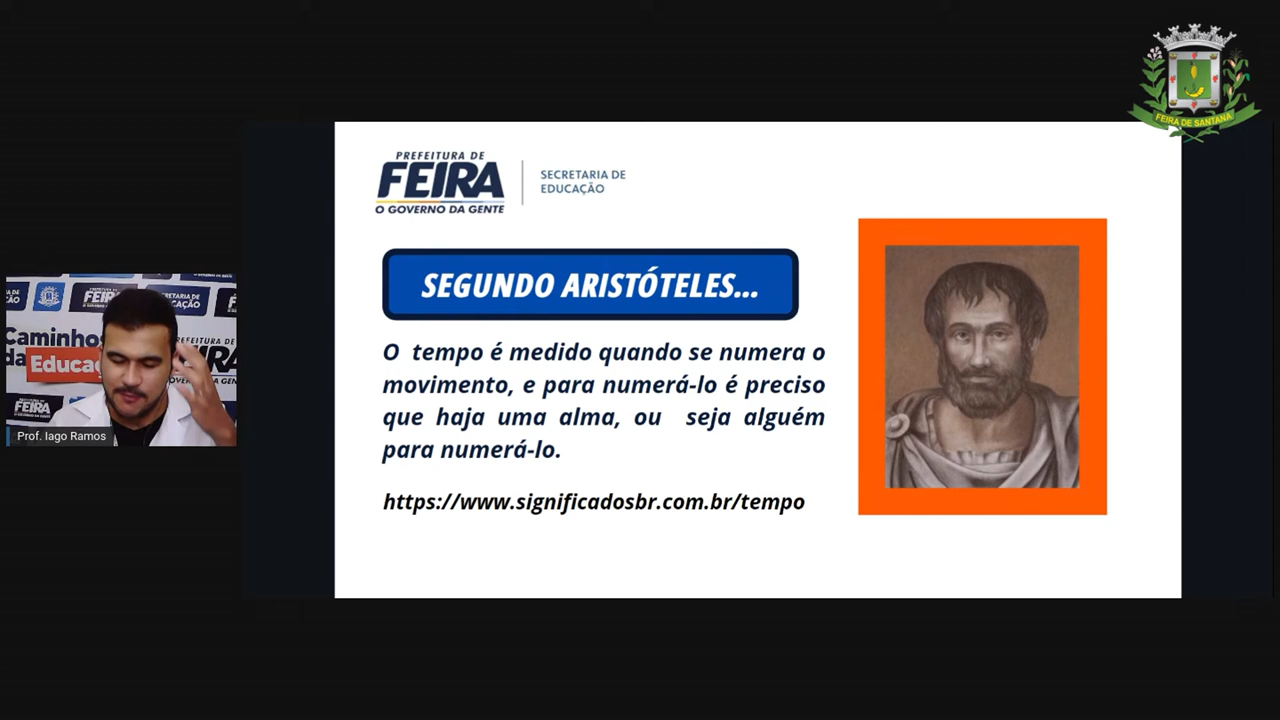 FEIRA DE SANTANA
PREFEITURA DE
FEIRA
O GOVERNO DA GENTE
SECRETARIA DE
EDUCAÇÃO
SEGUNDO ARISTÓTELES...
O tempo é medido quando se numera o
movimento, e para numerá-lo é preciso
que haja uma alma, ou seja alguém
para numerá-lo.
https://www.significadosbr.com.br/tempo
Caminhos
da
Prof. Iago Ramos